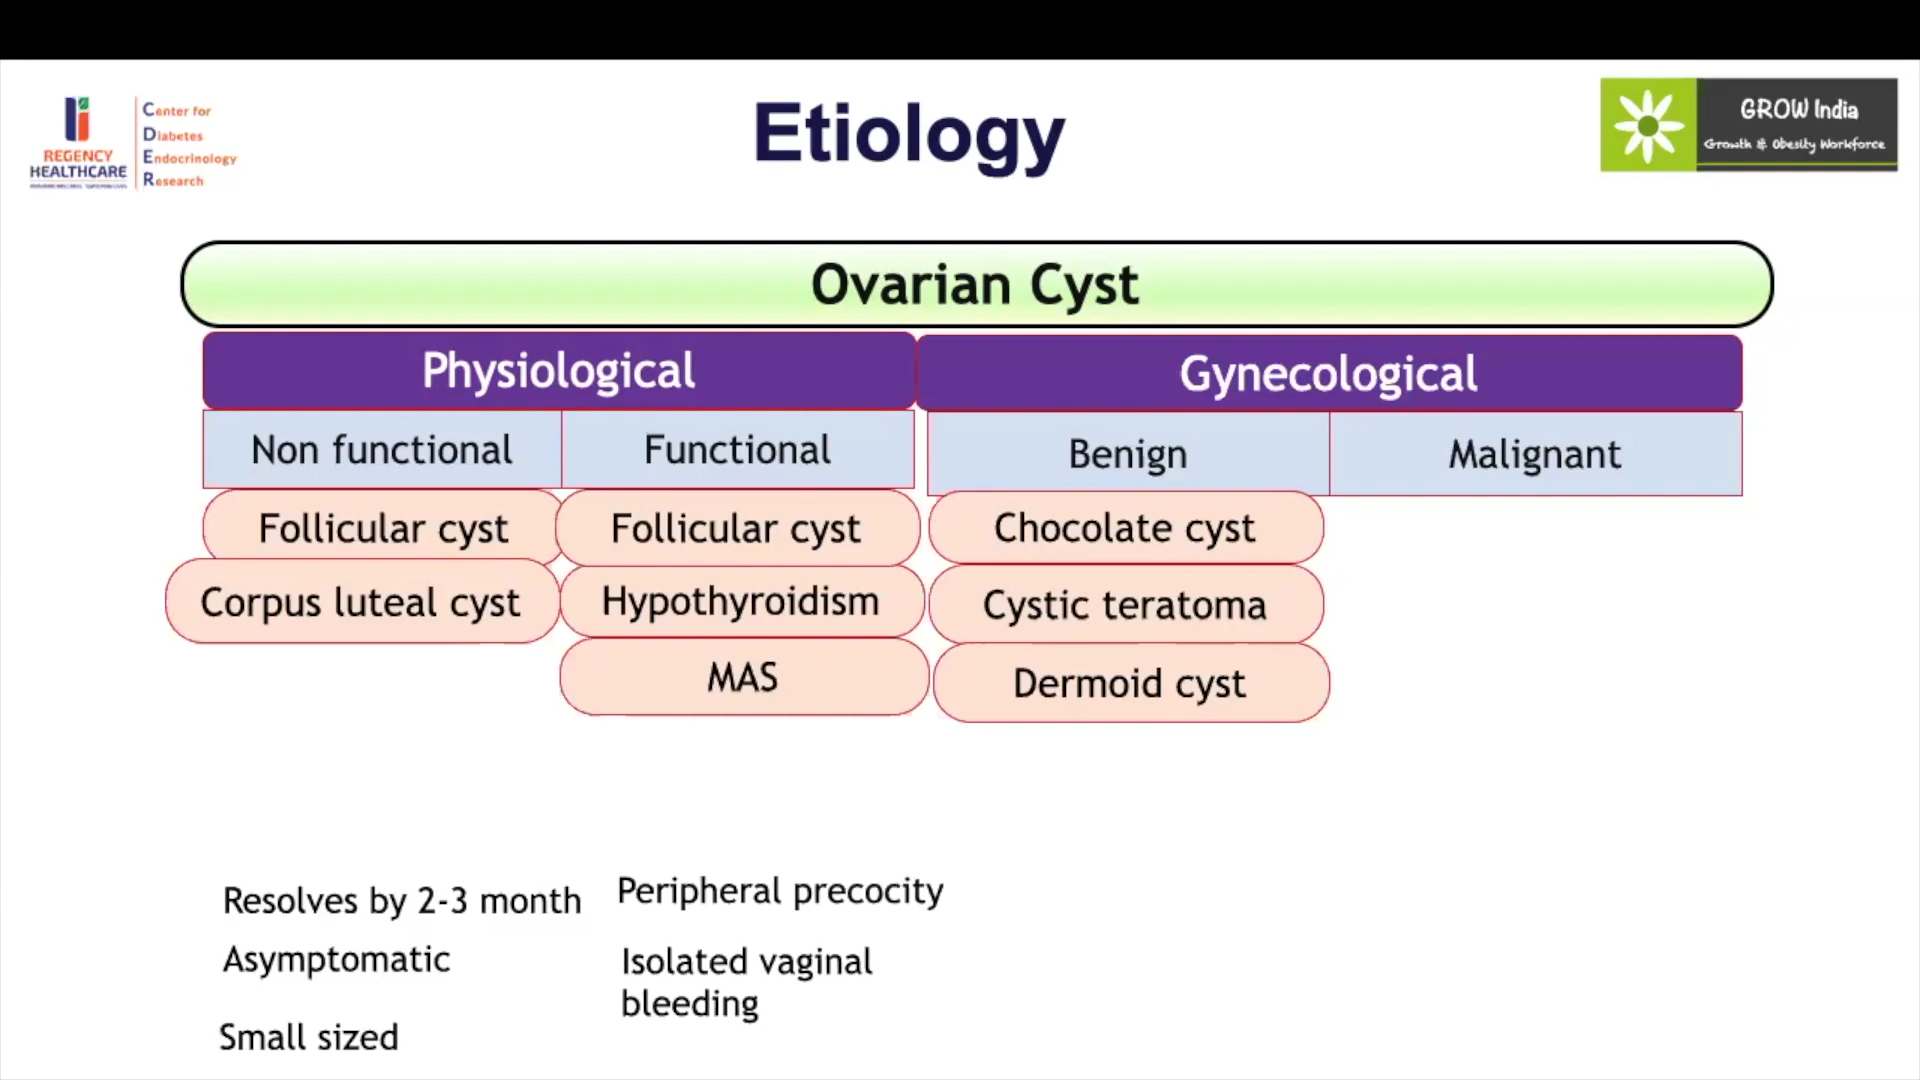 Center for
Diabetes
Endocrinology
Research
REGENCY
HEALTHCARE
Etiology
GROW India
Growth & Obesity Workforce
Ovarian Cyst
Physiological
Gynecological
Non functional
Functional
Benign
Malignant
Follicular cyst
Follicular cyst
Chocolate cyst
Corpus luteal cyst
Hypothyroidism
Cystic teratoma
MAS
Dermoid cyst
Resolves by 2-3 month
Asymptomatic
Small sized
Peripheral precocity
Isolated vaginal
bleeding